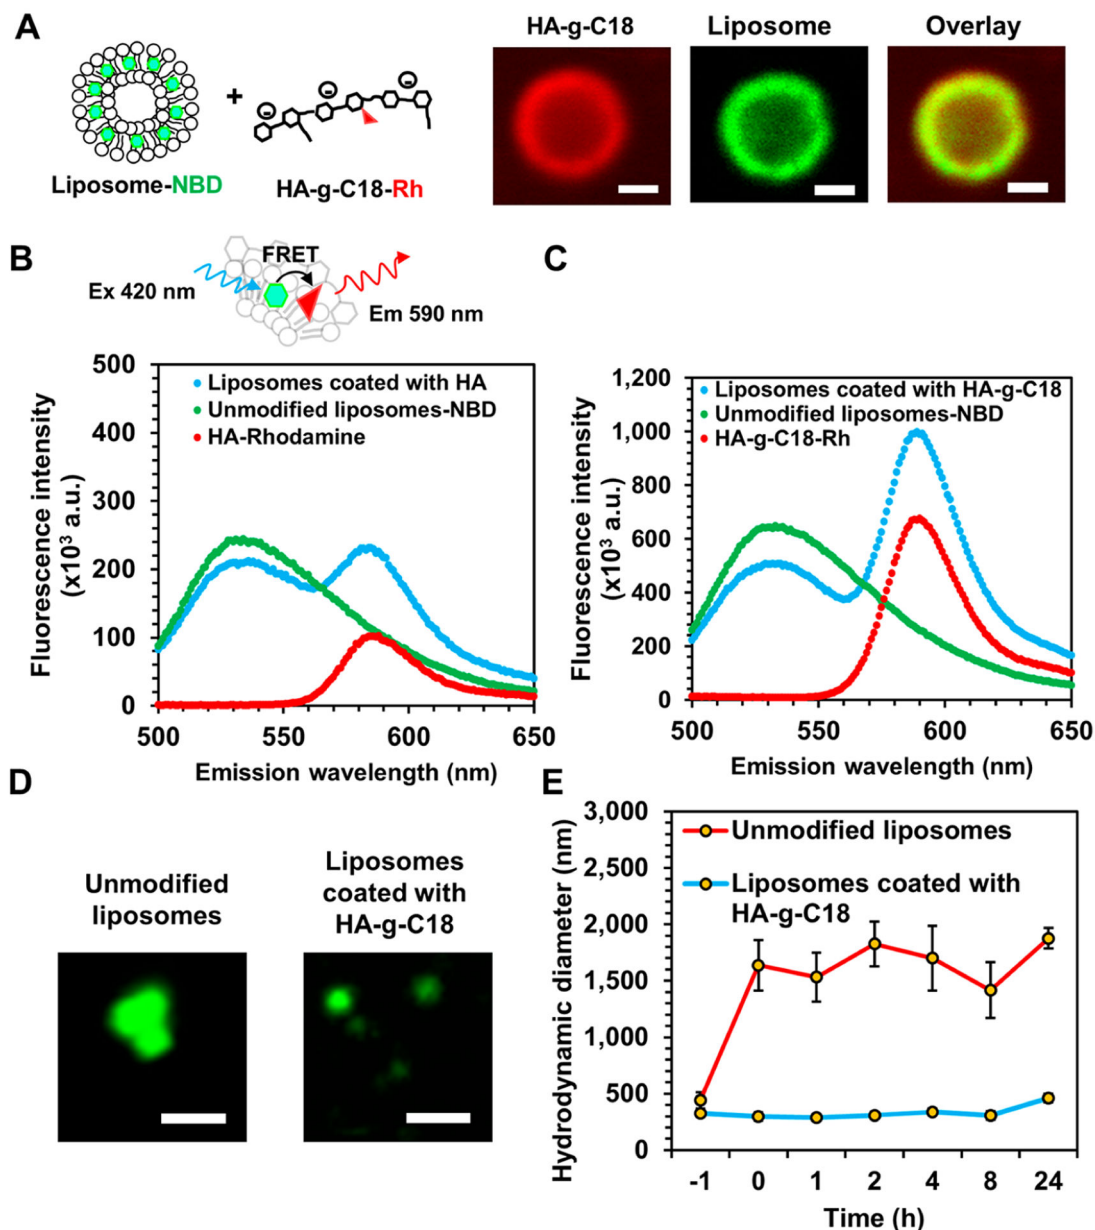 A
Liposome-NBD
+
HA-g-C18-Rh
HA-g-C18
Liposome
Overlay
B
FRET
Ex 420 nm
Em 590 nm
Fluorescence intensity
(x10³ a.u.)
500
400
300
200
100
0
Liposomes coated with HA
Unmodified liposomes-NBD
HA-Rhodamine
500
550
600
650
Emission wavelength (nm)
C
Fluorescence intensity
(x10³ a.u.)
1,200
1,000
800
600
400
200
0
Liposomes coated with HA-g-C18
Unmodified liposomes-NBD
HA-g-C18-Rh
500
550
600
650
Emission wavelength (nm)
D
Unmodified
liposomes
Liposomes
coated with
HA-g-C18
E
Hydrodynamic diameter (nm)
3,000
2,500
2,000
1,500
1,000
500
0
Unmodified liposomes
Liposomes coated with
HA-g-C18
-1
0
1
2
4
8
24
Time (h)